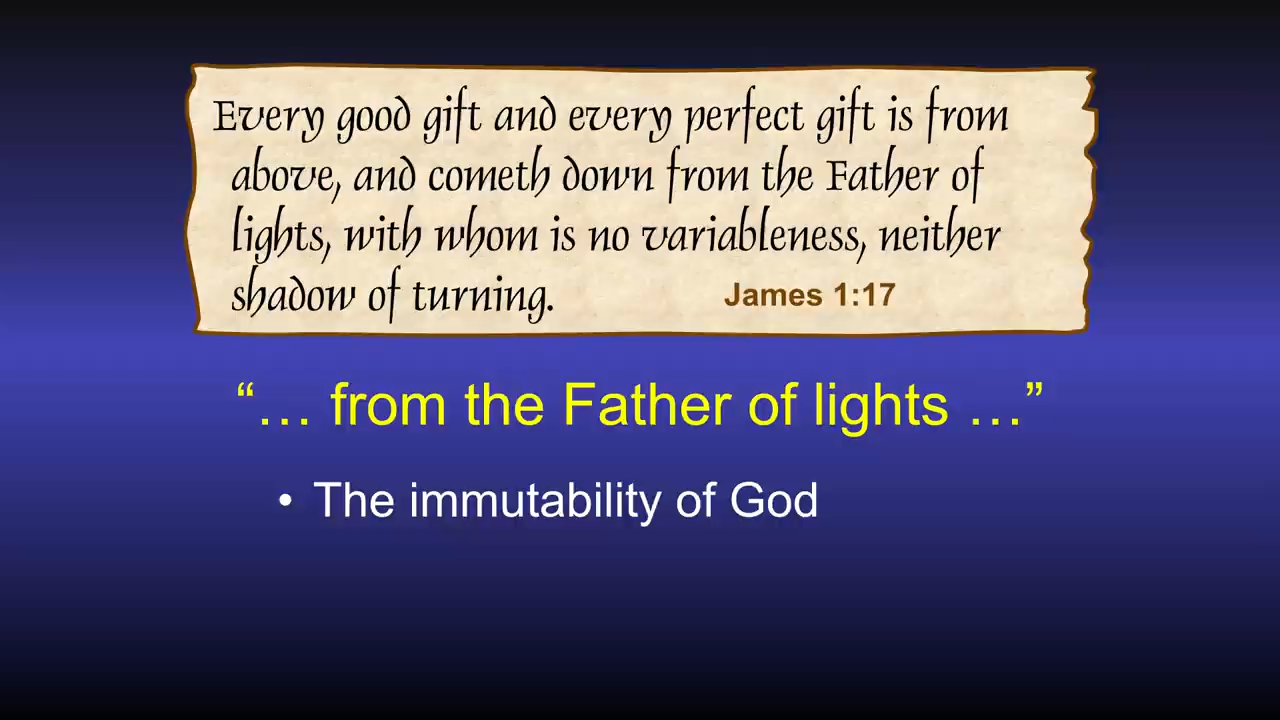 Every good gift and every perfect gift is from
above, and cometh down from the Father of
lights, with whom is no variableness, neither
shadow of turning. James 1:17
“… from the Father of lights …”
• The immutability of God